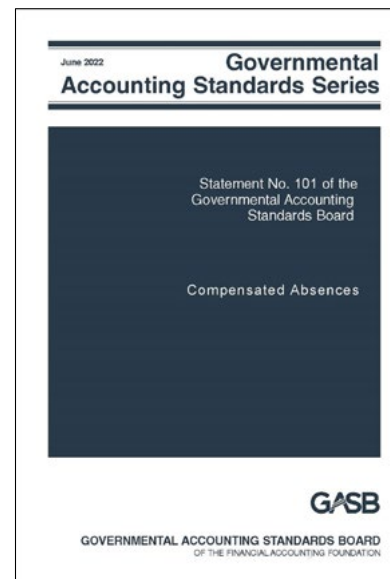 June 2022
Governmental
Accounting Standards Series
Statement No. 101 of the
Governmental Accounting
Standards Board
Compensated Absences
GASB
GOVERNMENTAL ACCOUNTING STANDARDS BOARD
OF THE FINANCIAL ACCOUNTING FOUNDATION